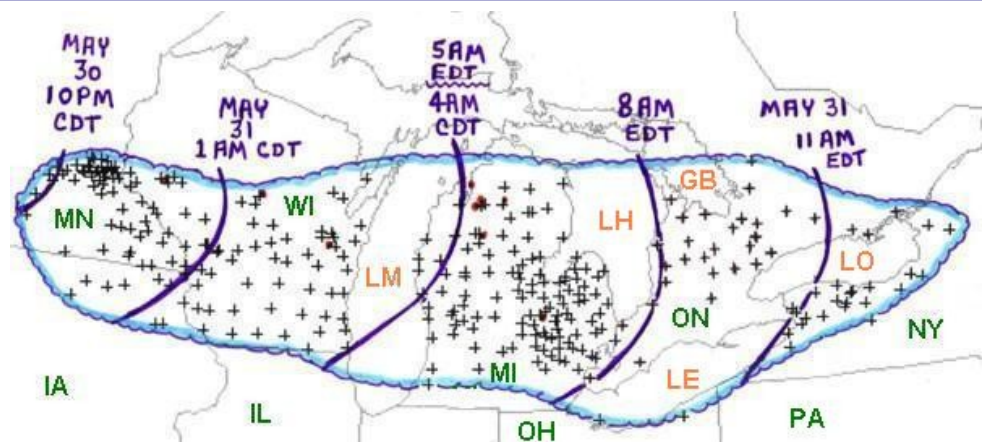 MAY
30
10PM
CDT
MAY
31
1 AM CDT
5AM
EDT
4AM
CDT
8AM
EDT
MAY 31
11 AM
EDT
MN
WI
LM
LH
GB
LO
ON
NY
IA
IL
MI
LE
OH
PA